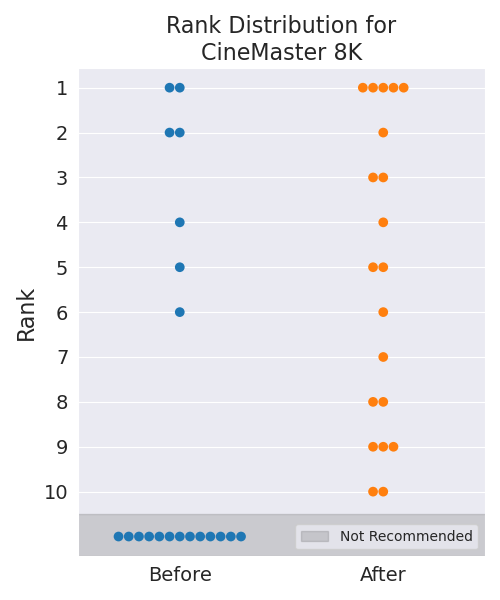 Rank Distribution for
CineMaster 8K
Rank
1
2
3
4
5
6
7
8
9
10
Not Recommended
Before After